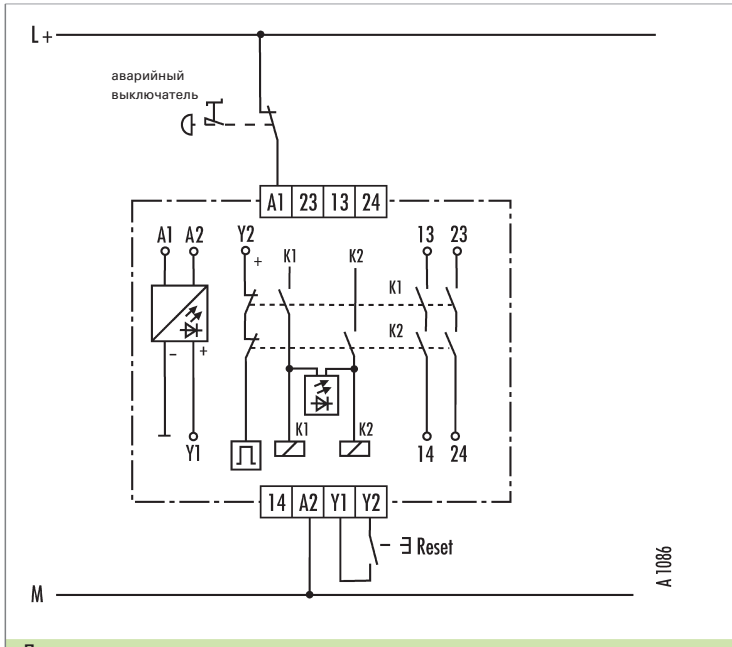 L+
аварийный
выключатель
A1 23 13 24
A1 A2 Y2 13 23
+ K1 K2
K1
K2
− +
K1 K2
Y1 14 24
14 A2 Y1 Y2
Reset
A 1086
M